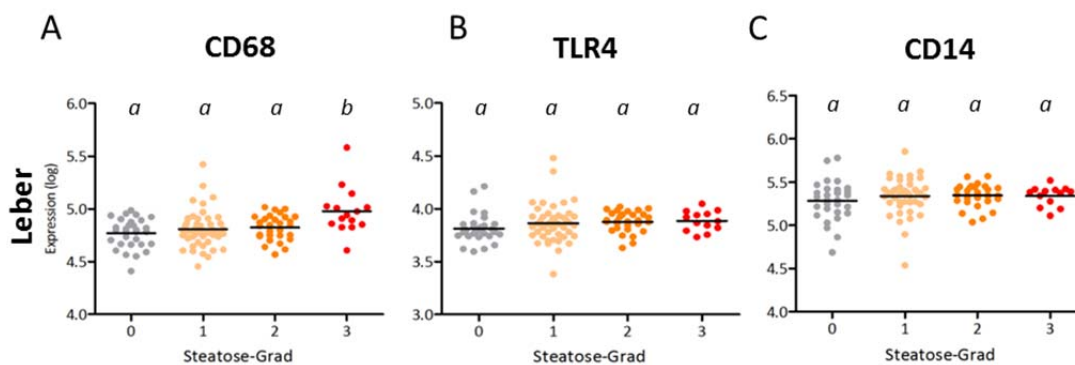 A
CD68
B
TLR4
C
CD14
Leber
Expression (log)
6.0
5.5
5.0
4.5
4.0
a a a b
0 1 2 3
Steatose-Grad
5.0
4.5
4.0
3.5
3.0
a a a a
0 1 2 3
Steatose-Grad
6.5
6.0
5.5
5.0
4.5
4.0
a a a a
0 1 2 3
Steatose-Grad